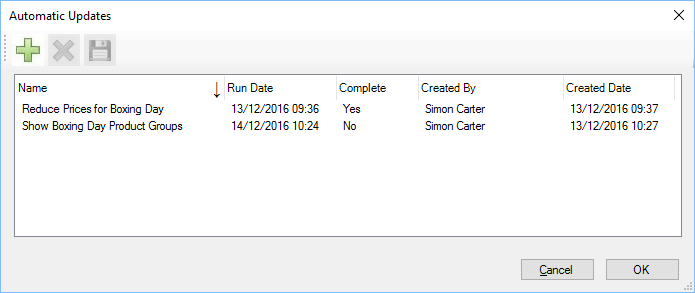 Automatic Updates
Name Run Date Complete Created By Created Date
Reduce Prices for Boxing Day 13/12/2016 09:36 Yes Simon Carter 13/12/2016 09:37
Show Boxing Day Product Groups 14/12/2016 10:24 No Simon Carter 13/12/2016 10:27
Cancel OK